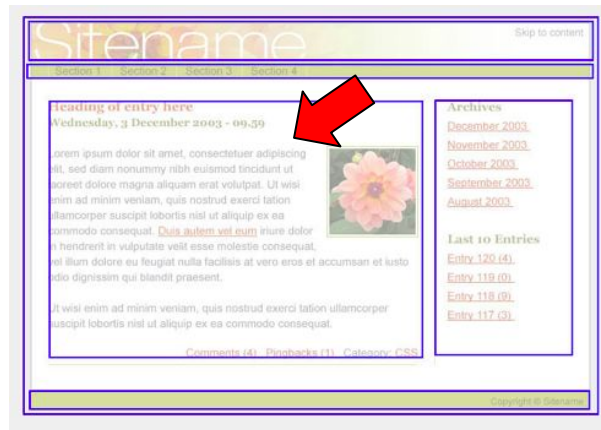 Sitename
Skip to content
Section 1 Section 2 Section 3 Section 4
Heading of entry here
Wednesday, 3 December 2003 - 09.59
Lorem ipsum dolor sit amet, consectetuer adipiscing
elit, sed diam nonummy nibh euismod tincidunt ut
laoreet dolore magna aliquam erat volutpat. Ut wisi
enim ad minim veniam, quis nostrud exerci tation
ullamcorper suscipit lobortis nisl ut aliquip ex ea
commodo consequat. Duis autem vel eum iriure dolor
in hendrerit in vulputate velit esse molestie consequat,
vel illum dolore eu feugiat nulla facilisis at vero eros et accumsan et iusto
odio dignissim qui blandit praesent.
Ut wisi enim ad minim veniam, quis nostrud exerci tation ullamcorper
suscipit lobortis nisl ut aliquip ex ea commodo consequat.
Comments (4) Pingbacks (1) Category: CSS
Archives
December 2003
November 2003
October 2003
September 2003
August 2003
Last 10 Entries
Entry 120 (4)
Entry 119 (0)
Entry 118 (9)
Entry 117 (3)
Copyright © Sitename